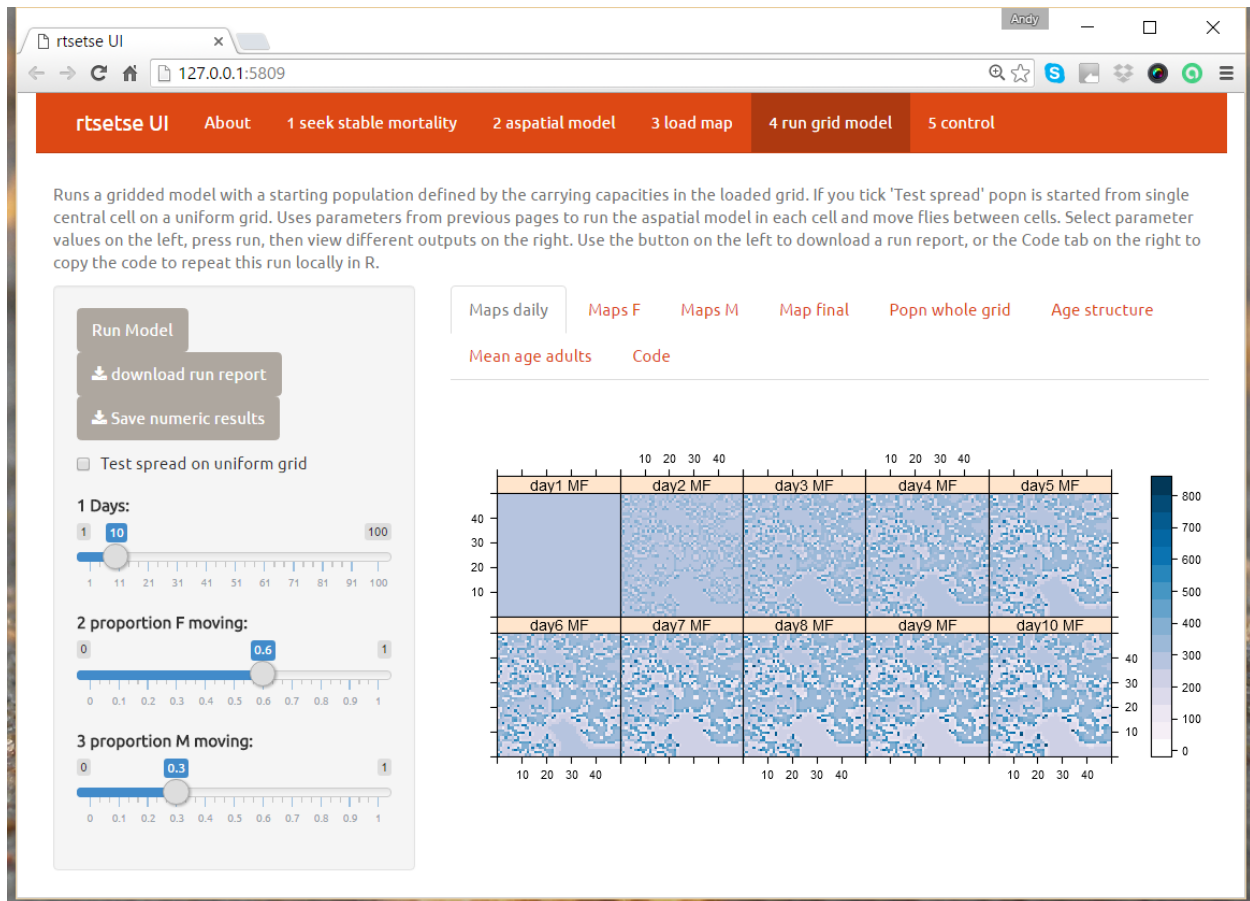 Andy
rtsetse UI
127.0.0.1:5809
rtsetse UI About 1 seek stable mortality 2 aspatial model 3 load map 4 run grid model 5 control
Runs a gridded model with a starting population defined by the carrying capacities in the loaded grid. If you tick 'Test spread' popn is started from single
central cell on a uniform grid. Uses parameters from previous pages to run the aspatial model in each cell and move flies between cells. Select parameter
values on the left, press run, then view different outputs on the right. Use the button on the left to download a run report, or the Code tab on the right to
copy the code to repeat this run locally in R.
Run Model
download run report
Save numeric results
Test spread on uniform grid
1 Days:
1 10 100
1 11 21 31 41 51 61 71 81 91 100
2 proportion F moving:
0 0.6 1
0 0.1 0.2 0.3 0.4 0.5 0.6 0.7 0.8 0.9 1
3 proportion M moving:
0 0.3 1
0 0.1 0.2 0.3 0.4 0.5 0.6 0.7 0.8 0.9 1
Maps daily Maps F Maps M Map final Popn whole grid Age structure
Mean age adults Code
10 20 30 40 10 20 30 40
day1 MF day2 MF day3 MF day4 MF day5 MF
40
30
20
10
day6 MF day7 MF day8 MF day9 MF day10 MF
40
30
20
10
10 20 30 40 10 20 30 40 10 20 30 40
800
700
600
500
400
300
200
100
0